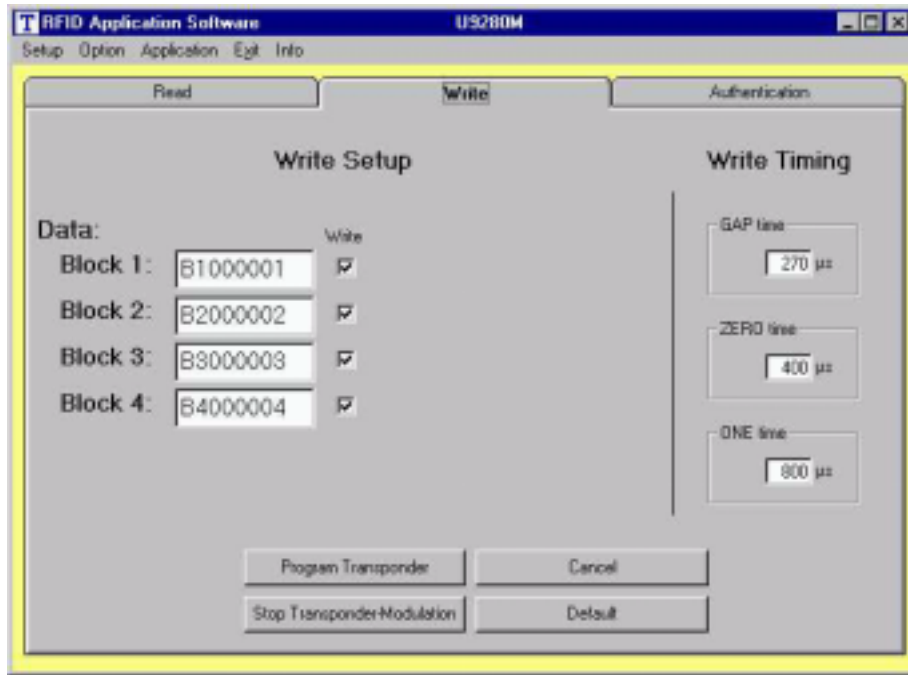 T RFID Application Software U9280M
Setup Option Application Exit Info
Read Write Authentication
Write Setup
Write Timing
Data:
Write
Block 1: B1000001
Block 2: B2000002
Block 3: B3000003
Block 4: B4000004
GAP time
270 µs
ZERO time
400 µs
ONE time
800 µs
Program Transponder Cancel
Stop Transponder-Modulation Default